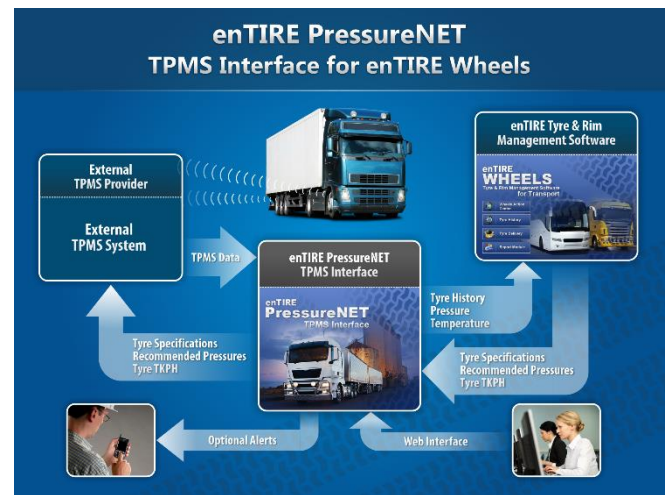 enTIRE PressureNET
TPMS Interface for enTIRE Wheels
External
TPMS Provider
External
TPMS System
TPMS Data
enTIRE PressureNET
TPMS Interface
enTIRE
PressureNET
TPMS Interface
enTIRE Tyre & Rim
Management Software
enTIRE
WHEELS
Tyre & Rim Management Software
for Transport
Tyre History
Tyre History
Pressure
Temperature
Tyre Specifications
Recommended Pressures
Tyre TKPH
Tyre Specifications
Recommended Pressures
Tyre TKPH
Optional Alerts
Web Interface